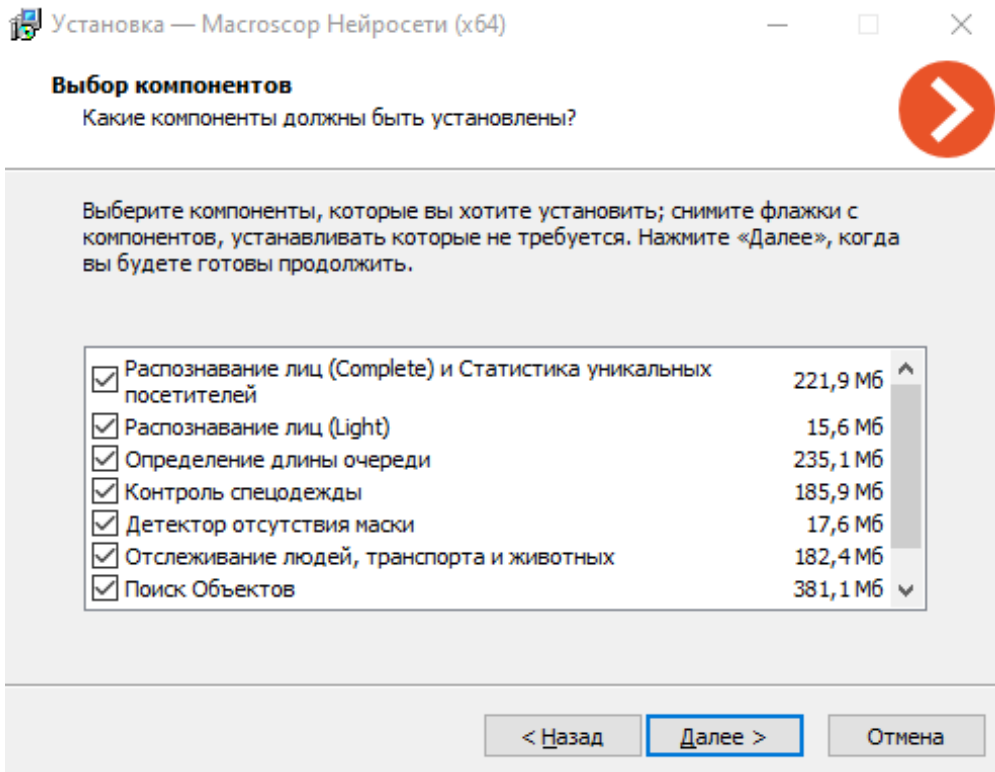 Установка — Macroscop Нейросети (x64)
Выбор компонентов
Какие компоненты должны быть установлены?
Выберите компоненты, которые вы хотите установить; снимите флажки с
компонентов, устанавливать которые не требуется. Нажмите «Далее», когда
вы будете готовы продолжить.
Распознавание лиц (Complete) и Статистика уникальных
посетителей 221,9 Мб
Распознавание лиц (Light) 15,6 Мб
Определение длины очереди 235,1 Мб
Контроль спецодежды 185,9 Мб
Детектор отсутствия маски 17,6 Мб
Отслеживание людей, транспорта и животных 182,4 Мб
Поиск Объектов 381,1 Мб
< Назад Далее > Отмена